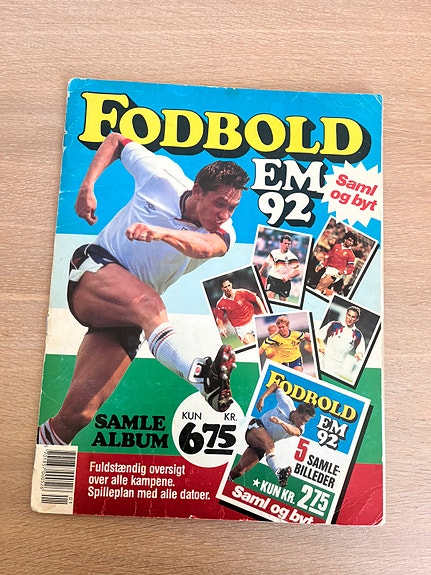 FODBOLD
EM
92
Saml
og byt
SAMLE
ALBUM
KUN KR.
675
Fuldstændig oversigt
over alle kampene.
Spilleplan med alle datoer.
FODBOLD
EM
92
5
SAMLE-
BILLEDER
★ KUN KR. 275
Saml og byt